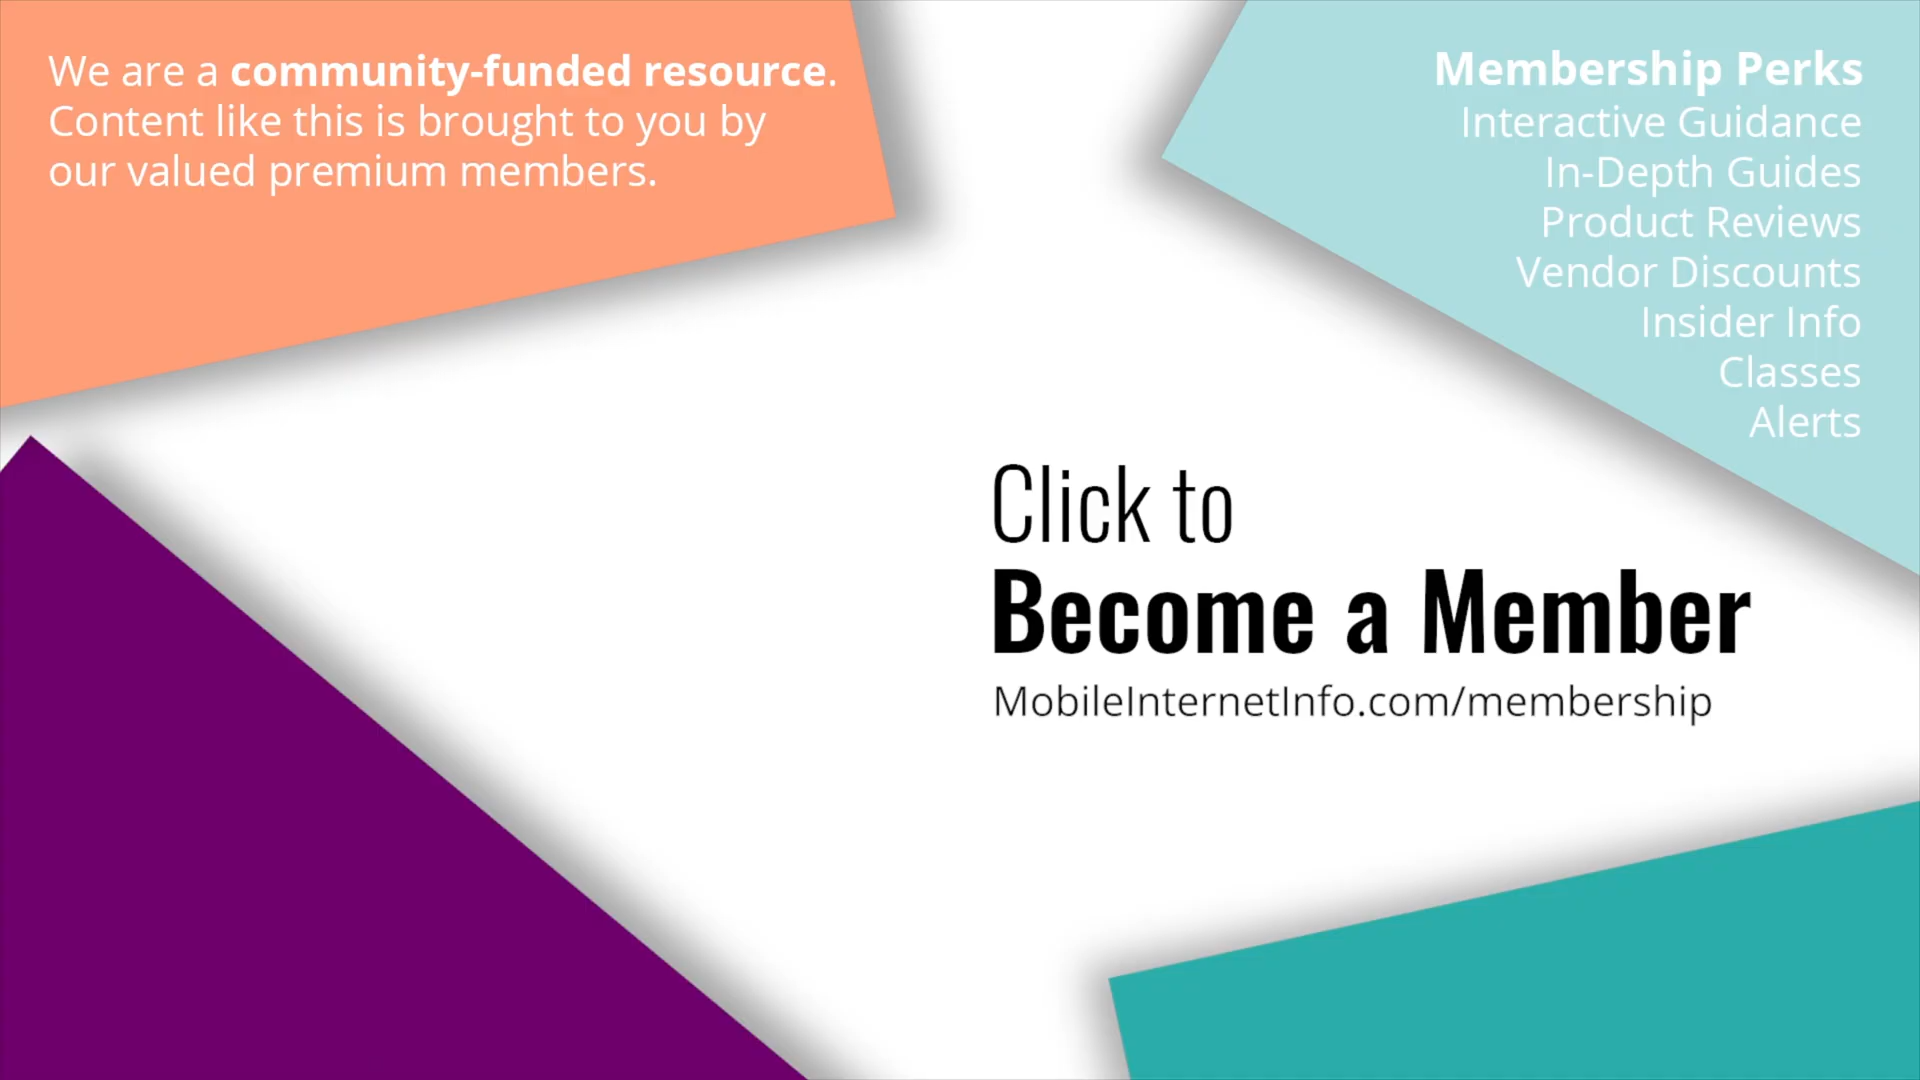 We are a community-funded resource.
Content like this is brought to you by
our valued premium members.
Membership Perks
Interactive Guidance
In-Depth Guides
Product Reviews
Vendor Discounts
Insider Info
Classes
Alerts
Click to
Become a Member
MobileInternetInfo.com/membership